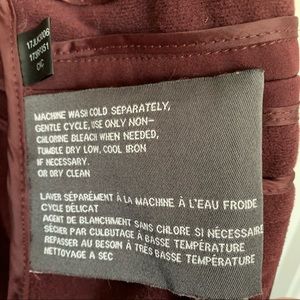 MACHINE WASH COLD SEPARATELY,
GENTLE CYCLE, USE ONLY NON-
CHLORINE BLEACH WHEN NEEDED,
TUMBLE DRY LOW, COOL IRON
IF NECESSARY.
OR DRY CLEAN
LAVER SÉPARÉMENT À LA MACHINE À L'EAU FROIDE
CYCLE DÉLICAT
AGENT DE BLANCHIMENT SANS CHLORE SI NÉCESSAIRE
SÉCHER PAR CULBUTAGE À BASSE TEMPÉRATURE
REPASSER AU BESOIN À TRÈS BASSE TEMPÉRATURE
NETTOYAGE A SEC